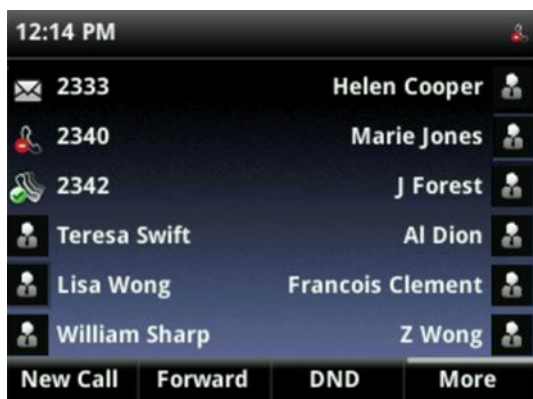 12:14 PM
2333 Helen Cooper
2340 Marie Jones
2342 J Forest
Teresa Swift Al Dion
Lisa Wong Francois Clement
William Sharp Z Wong
New Call Forward DND More